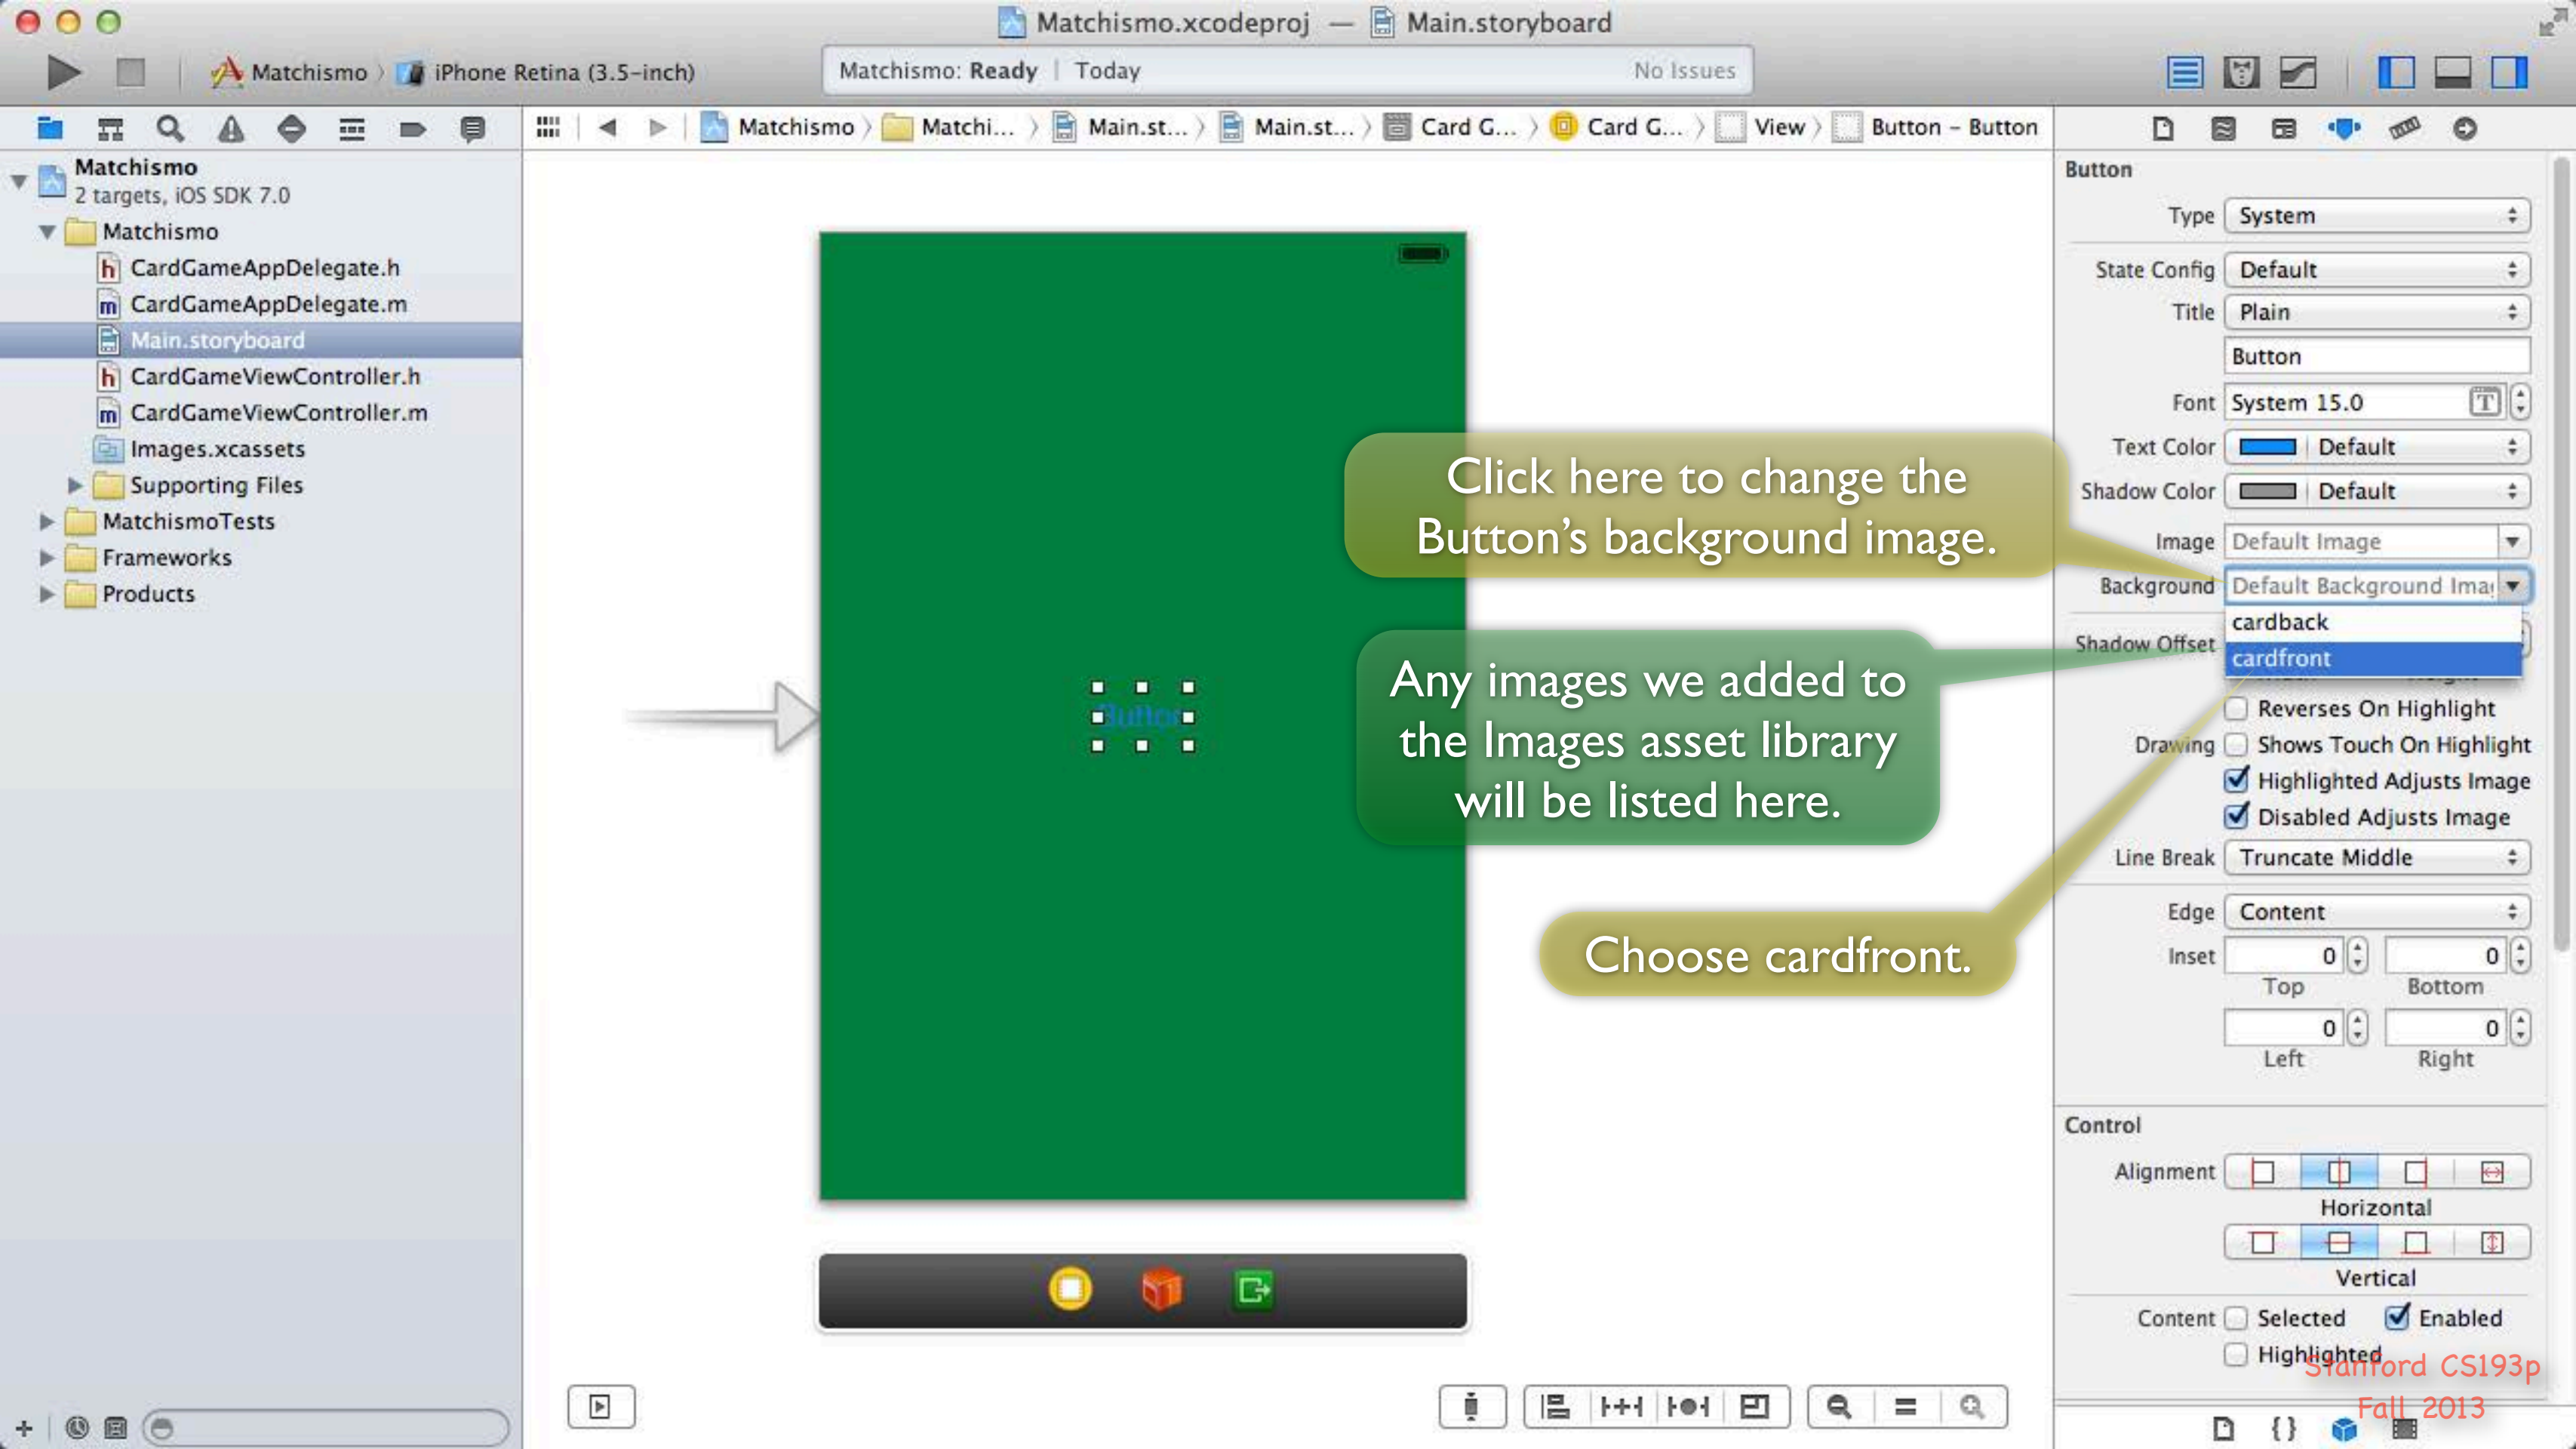 Matchismo.xcodeproj — Main.storyboard
Matchismo iPhone Retina (3.5-inch)
Matchismo: Ready | Today No Issues
Matchismo Matchi... Main.st... Main.st... Card G... Card G... View Button – Button
Matchismo
2 targets, iOS SDK 7.0
Matchismo
h CardGameAppDelegate.h
m CardGameAppDelegate.m
Main.storyboard
h CardGameViewController.h
m CardGameViewController.m
Images.xcassets
Supporting Files
MatchismoTests
Frameworks
Products
Button
Click here to change the
Button's background image.
Any images we added to
the Images asset library
will be listed here.
Choose cardfront.
Button
Type System
State Config Default
Title Plain
Button
Font System 15.0 T
Text Color Default
Shadow Color Default
Image Default Image
Background Default Background Ima
cardback
Shadow Offset cardfront
Reverses On Highlight
Drawing Shows Touch On Highlight
Highlighted Adjusts Image
Disabled Adjusts Image
Line Break Truncate Middle
Edge Content
Inset 0 0
Top Bottom
0 0
Left Right
Control
Alignment
Horizontal
Vertical
Content Selected Enabled
Highlighted
Stanford CS193p
Fall 2013